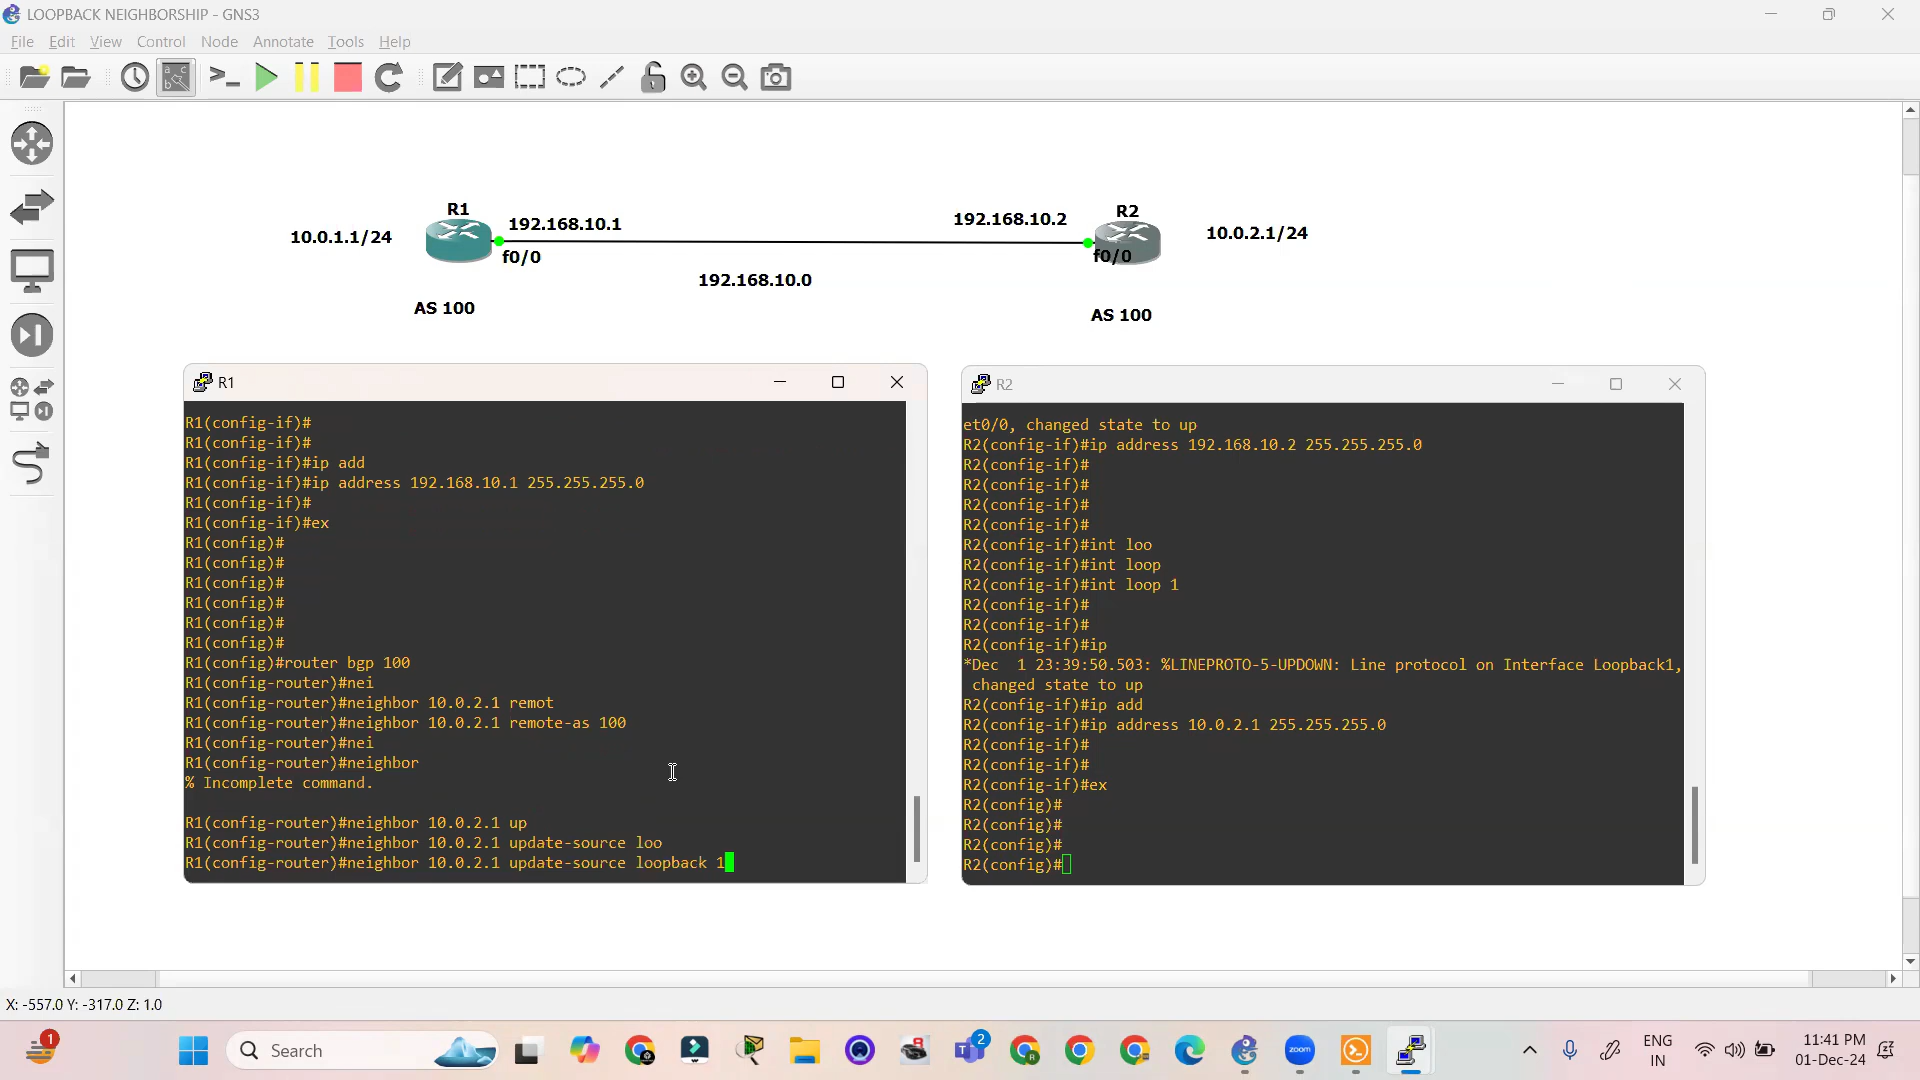 LOOPBACK NEIGHBORSHIP - GNS3
File Edit View Control Node Annotate Tools Help
R1
R2
192.168.10.1
192.168.10.2
10.0.1.1/24
10.0.2.1/24
f0/0
f0/0
192.168.10.0
AS 100
AS 100
R1
R1(config-if)#
R1(config-if)#
R1(config-if)#ip add
R1(config-if)#ip address 192.168.10.1 255.255.255.0
R1(config-if)#
R1(config-if)#ex
R1(config)#
R1(config)#
R1(config)#
R1(config)#
R1(config)#
R1(config)#
R1(config)#router bgp 100
R1(config-router)#nei
R1(config-router)#neighbor 10.0.2.1 remot
R1(config-router)#neighbor 10.0.2.1 remote-as 100
R1(config-router)#nei
R1(config-router)#neighbor
% Incomplete command.
R1(config-router)#neighbor 10.0.2.1 up
R1(config-router)#neighbor 10.0.2.1 update-source loo
R1(config-router)#neighbor 10.0.2.1 update-source loopback 1
R2
et0/0, changed state to up
R2(config-if)#ip address 192.168.10.2 255.255.255.0
R2(config-if)#
R2(config-if)#
R2(config-if)#
R2(config-if)#
R2(config-if)#int loo
R2(config-if)#int loop
R2(config-if)#int loop 1
R2(config-if)#
R2(config-if)#
R2(config-if)#ip
*Dec  1 23:39:50.503: %LINEPROTO-5-UPDOWN: Line protocol on Interface Loopback1,
changed state to up
R2(config-if)#ip add
R2(config-if)#ip address 10.0.2.1 255.255.255.0
R2(config-if)#
R2(config-if)#
R2(config-if)#ex
R2(config)#
R2(config)#
R2(config)#
R2(config)#
X: -557.0 Y: -317.0 Z: 1.0
1
Search
2
zoom
ENG
IN
11:41 PM
01-Dec-24